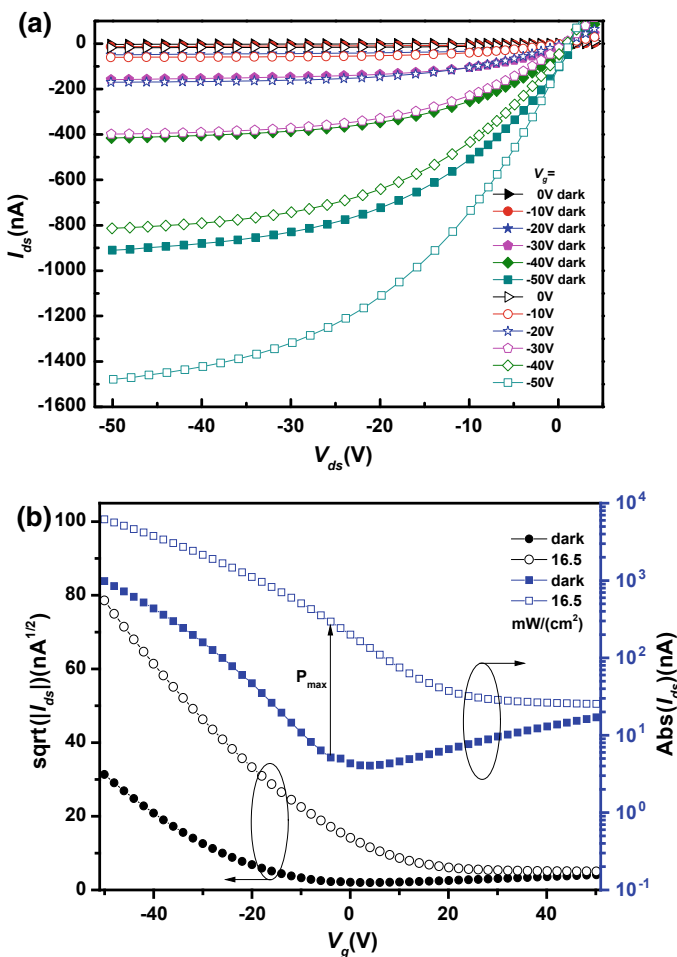 (a)
0
-200
-400
-600
-800
-1000
-1200
-1400
-1600
I_ds(nA)
V_g=
0V dark
-10V dark
-20V dark
-30V dark
-40V dark
-50V dark
0V
-10V
-20V
-30V
-40V
-50V
-50 -40 -30 -20 -10 0
V_ds(V)
(b)
100
80
60
40
20
0
sqrt(|I_ds|)(nA^1/2)
dark
16.5
dark
16.5
mW/(cm²)
P_max
10^4
10^3
10^2
10^1
10^0
10^-1
Abs(I_ds)(nA)
-40 -20 0 20 40
V_g(V)